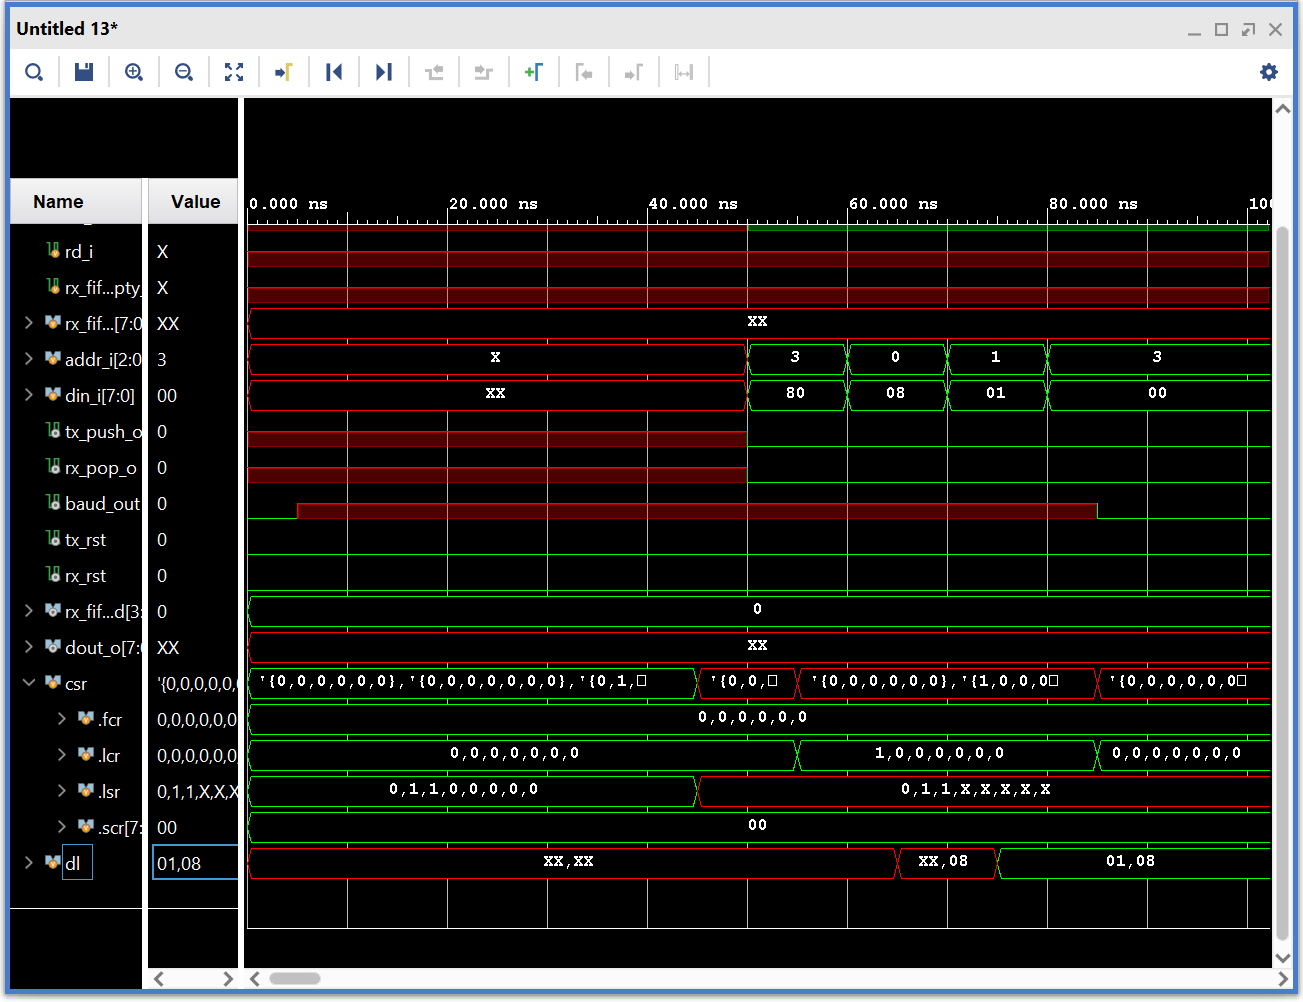 Untitled 13*
Name Value 0.000 ns 20.000 ns 40.000 ns 60.000 ns 80.000 ns 100
rd_i X
rx_fif...pty_ X
rx_fif...[7:0 XX XX
addr_i[2:0 3 X 3 0 1 3
din_i[7:0] 00 XX 80 08 01 00
tx_push_o 0
rx_pop_o 0
baud_out 0
tx_rst 0
rx_rst 0
rx_fif...d[3: 0 0
dout_o[7: XX XX
csr '{0,0,0,0,0, '{0,0,0,0,0,0},'{0,0,0,0,0,0,0},'{0,1, '{0,0, '{0,0,0,0,0,0},'{1,0,0,0 '{0,0,0,0,0,0
.fcr 0,0,0,0,0,0 0,0,0,0,0,0
.lcr 0,0,0,0,0,0 0,0,0,0,0,0,0 1,0,0,0,0,0,0 0,0,0,0,0,0,0
.lsr 0,1,1,X,X,X 0,1,1,0,0,0,0,0 0,1,1,X,X,X,X,X
.scr[7: 00 00
dl 01,08 XX,XX XX,08 01,08